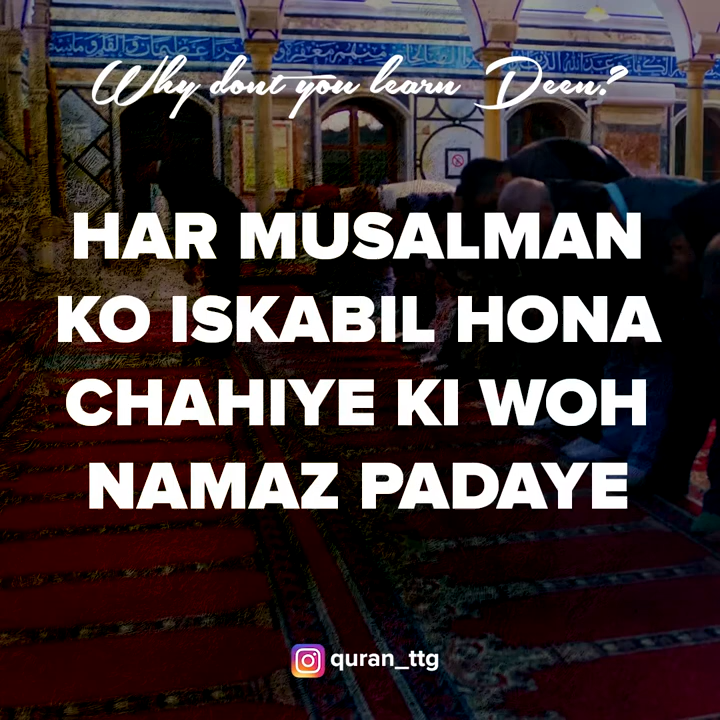 Why dont you learn Deen?
HAR MUSALMAN
KO ISKABIL HONA
CHAHIYE KI WOH
NAMAZ PADAYE
quran_ttg